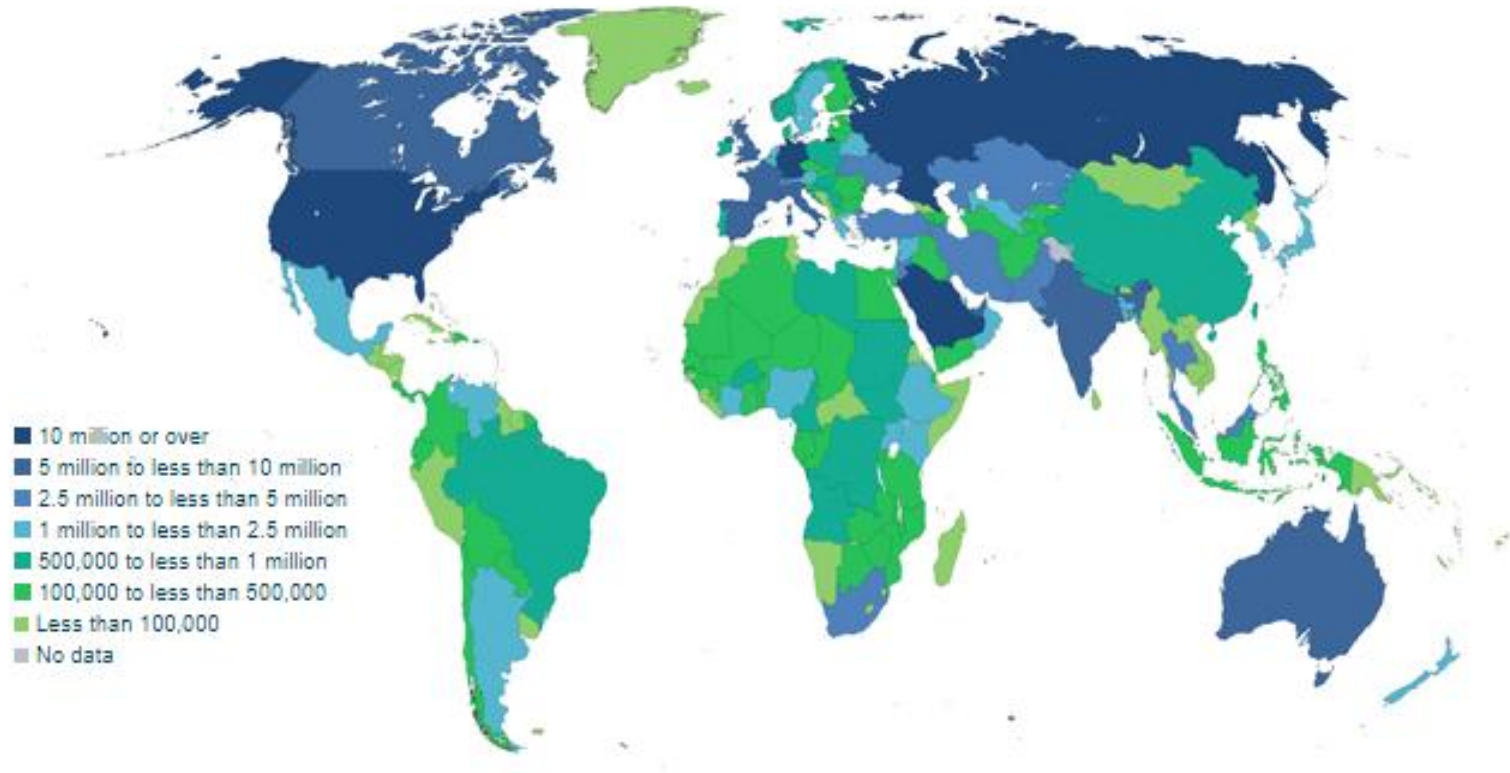 10 million or over
5 million to less than 10 million
2.5 million to less than 5 million
1 million to less than 2.5 million
500,000 to less than 1 million
100,000 to less than 500,000
Less than 100,000
No data